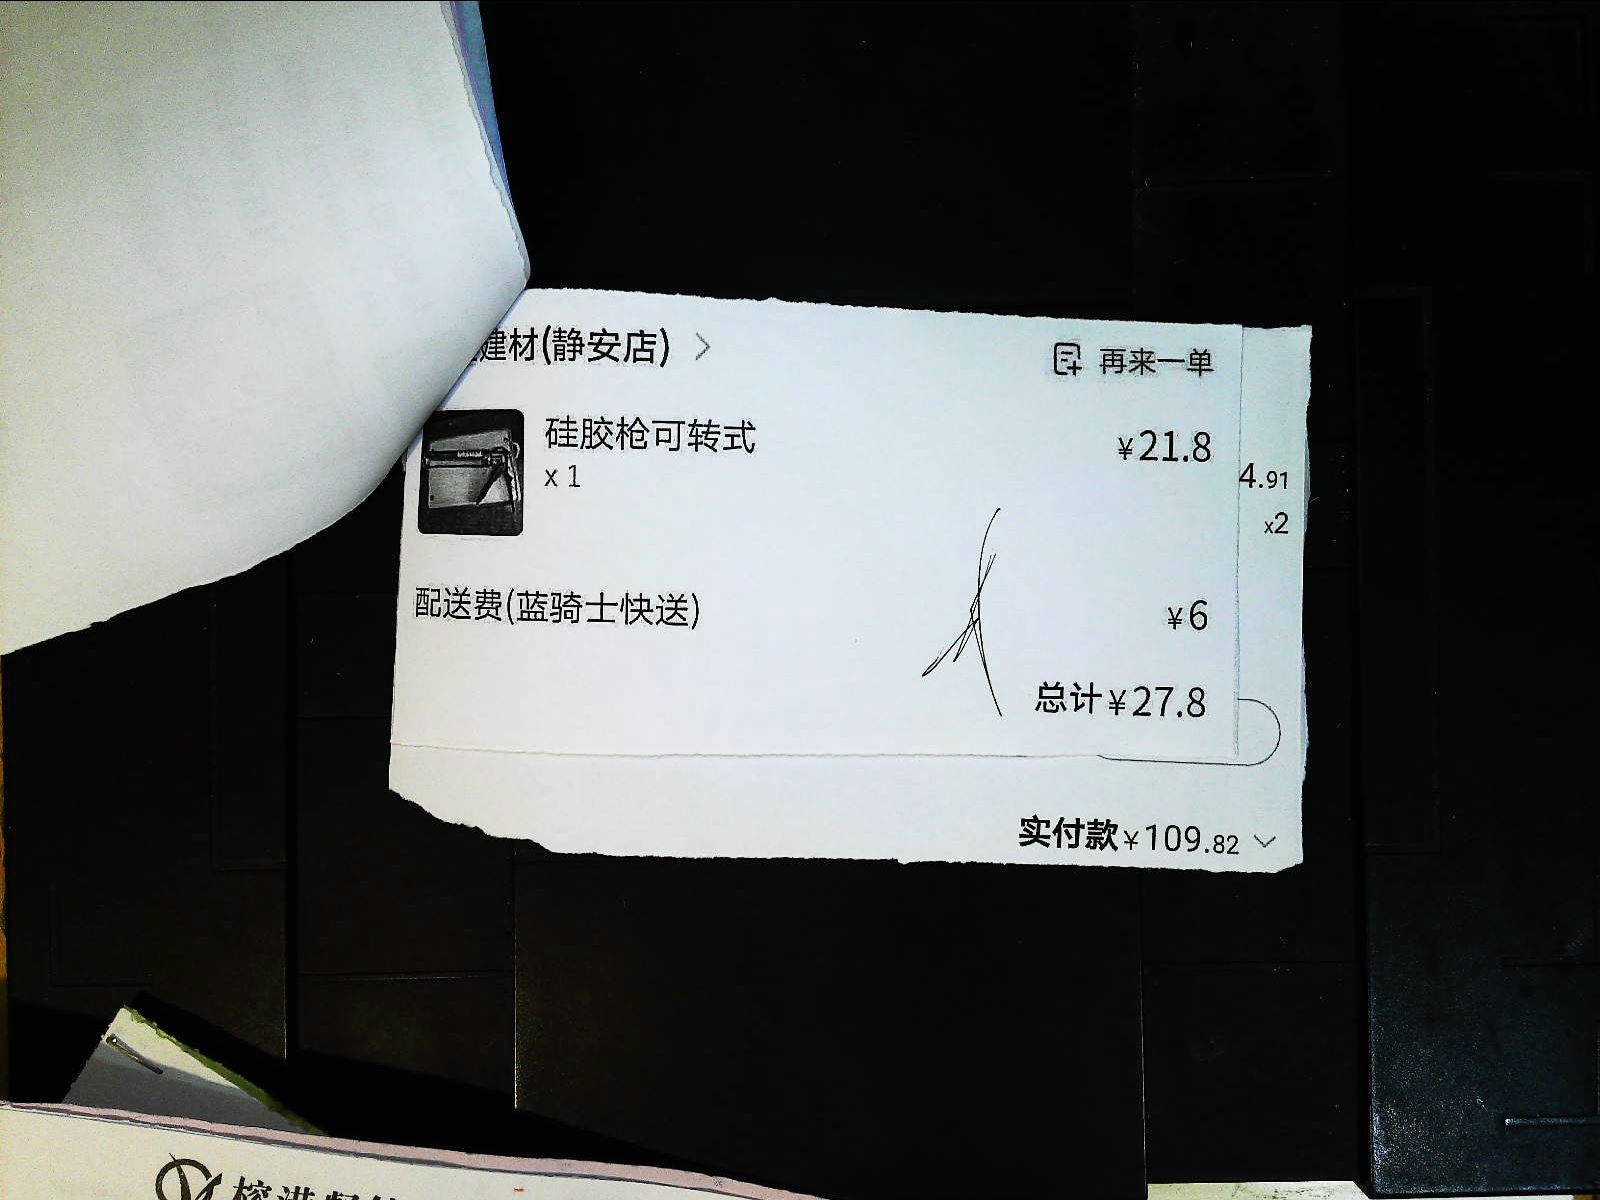 建材(静安店) >
再来一单
硅胶枪可转式
¥21.8
x 1
4.91
x2
配送费(蓝骑士快送)
¥6
总计¥27.8
实付款¥109.82